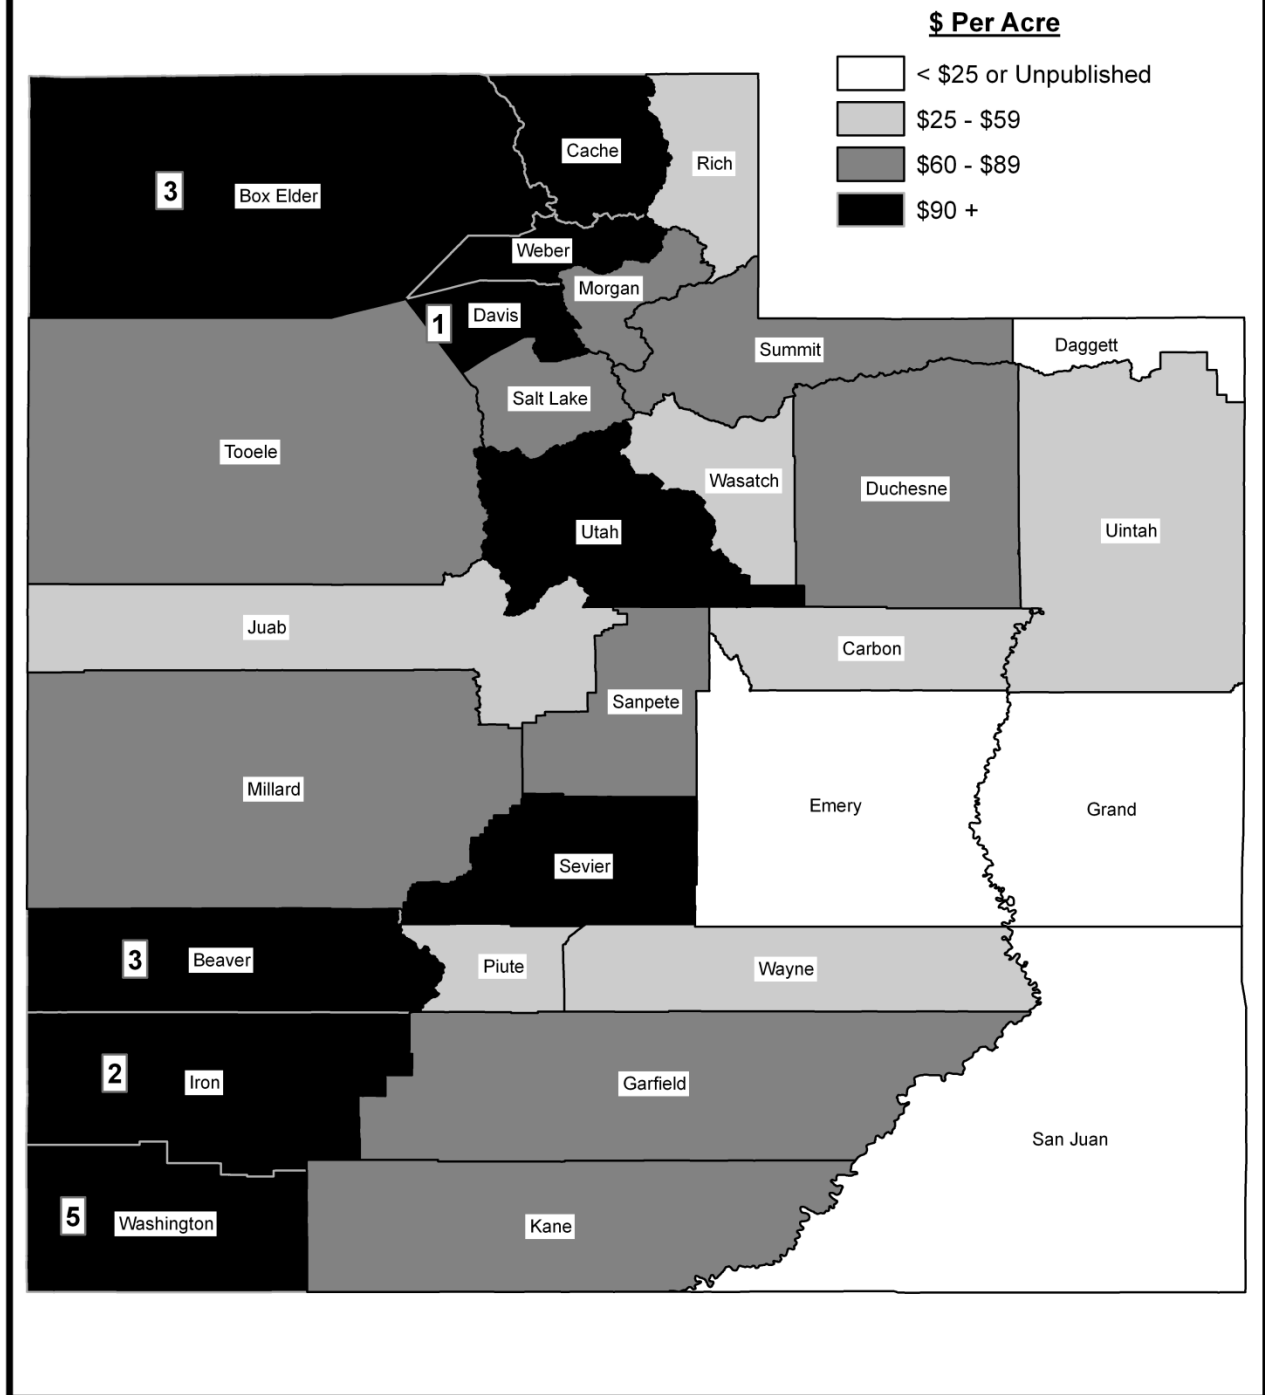 $ Per Acre
< $25 or Unpublished
$25 - $59
$60 - $89
$90 +
Cache
Rich
3
Box Elder
Weber
Morgan
1
Davis
Summit
Daggett
Salt Lake
Tooele
Wasatch
Duchesne
Utah
Uintah
Juab
Carbon
Sanpete
Millard
Emery
Grand
Sevier
3
Beaver
Piute
Wayne
2
Iron
Garfield
San Juan
5
Washington
Kane